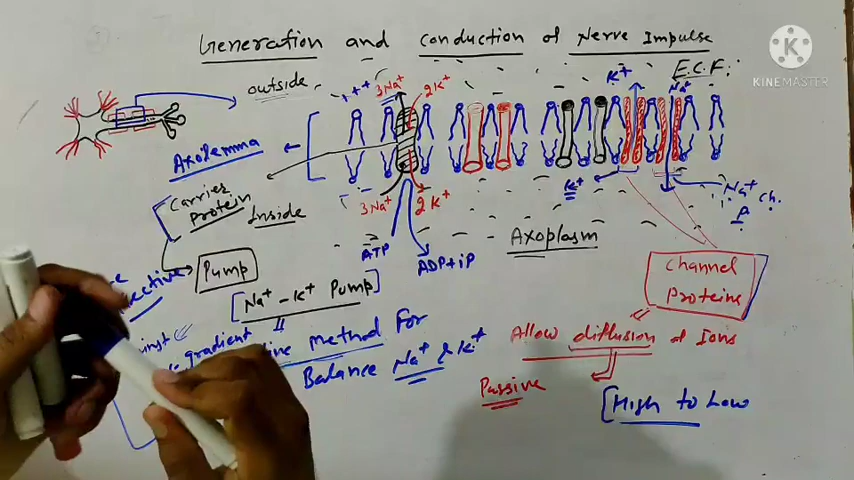 Generation and conduction of Nerve Impulse
K
KINEMASTER
E.C.F.
outside
+++
3Na+
2K+
K+
Na+
Axolemma
Carrier
protein
Inside
3Na+
2K+
K+
Na+ ch.
P.
Axoplasm
Pump
ATP
ADP+iP
Channel
Proteins
[Na+ - K+ Pump]
gradient
Method For
Balance Na+ & K+
Allow diffusion of Ions
Passive
[High to Low